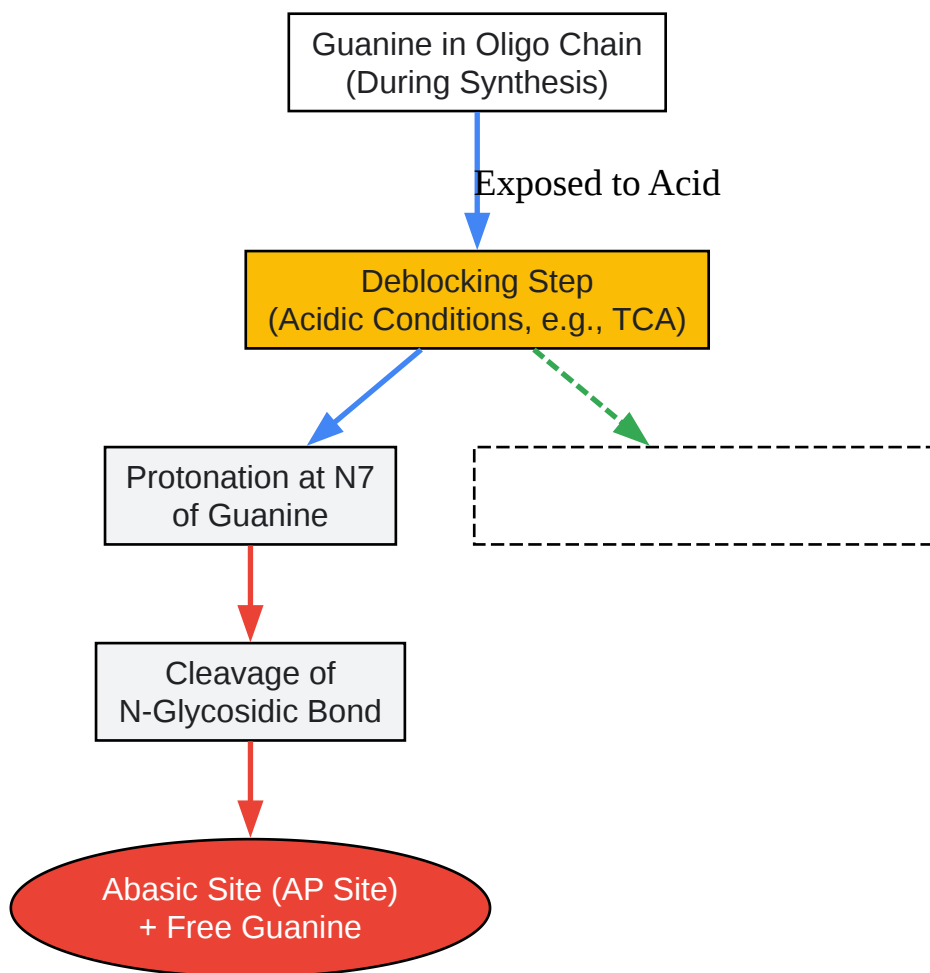 Guanine in Oligo Chain
(During Synthesis)
Exposed to Acid
Deblocking Step
(Acidic Conditions, e.g., TCA)
Protonation at N7
of Guanine
Cleavage of
N-Glycosidic Bond
Abasic Site (AP Site)
+ Free Guanine